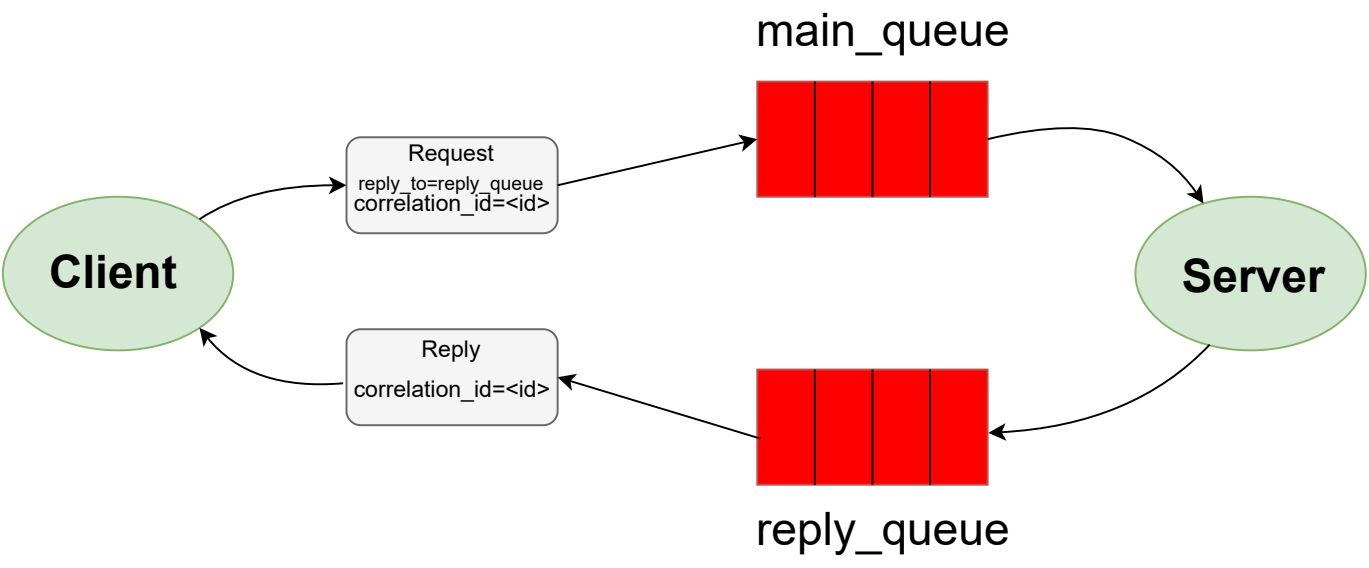 main_queue
Request
reply_to=reply_queue
correlation_id=<id>
Client
Server
Reply
correlation_id=<id>
reply_queue